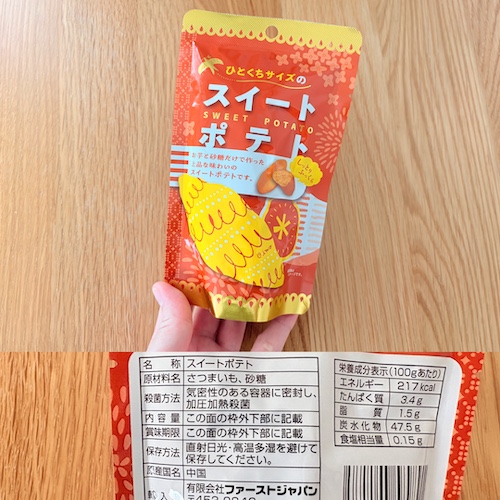 ひとくちサイズの
スイート
SWEET POTATO
ポテト
お芋と砂糖だけで作った
上品な味わいの
スイートポテトです。
名称 スイートポテト
原材料名 さつまいも、砂糖
殺菌方法 気密性のある容器に密封し、
加圧加熱殺菌
内容量 この面の枠外下部に記載
賞味期限 この面の枠外下部に記載
保存方法 直射日光・高温多湿を避けて
保存してください。
原産国名 中国
有限会社ファーストジャパン
栄養成分表示(100gあたり)
エネルギー 217kcal
たんぱく質 3.4g
脂質 1.5g
炭水化物 47.5g
食塩相当量 0.15g